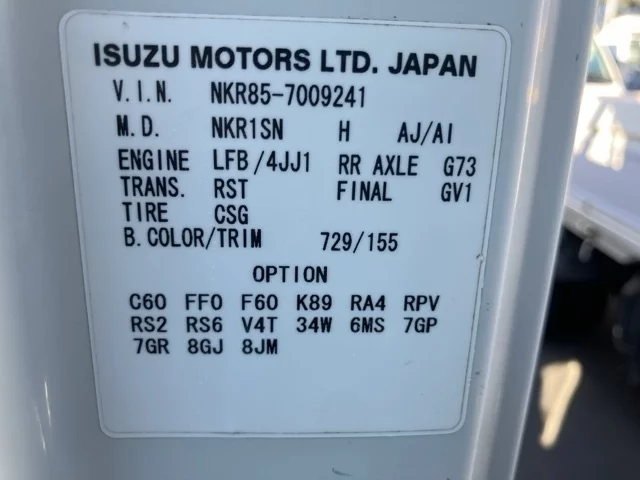 ISUZU MOTORS LTD. JAPAN
V.I.N. NKR85-7009241
M.D. NKR1SN H AJ/AI
ENGINE LFB/4JJ1 RR AXLE G73
TRANS. RST FINAL GV1
TIRE CSG
B.COLOR/TRIM 729/155
OPTION
C60 FF0 F60 K89 RA4 RPV
RS2 RS6 V4T 34W 6MS 7GP
7GR 8GJ 8JM